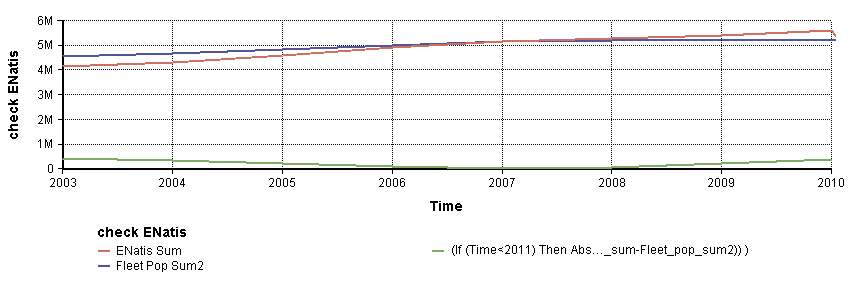 6M
5M
4M
3M
2M
1M
0
check ENatis
2003 2004 2005 2006 2007 2008 2009 2010
Time
check ENatis
ENatis Sum
Fleet Pop Sum2
(If (Time<2011) Then Abs..._sum-Fleet_pop_sum2)) )